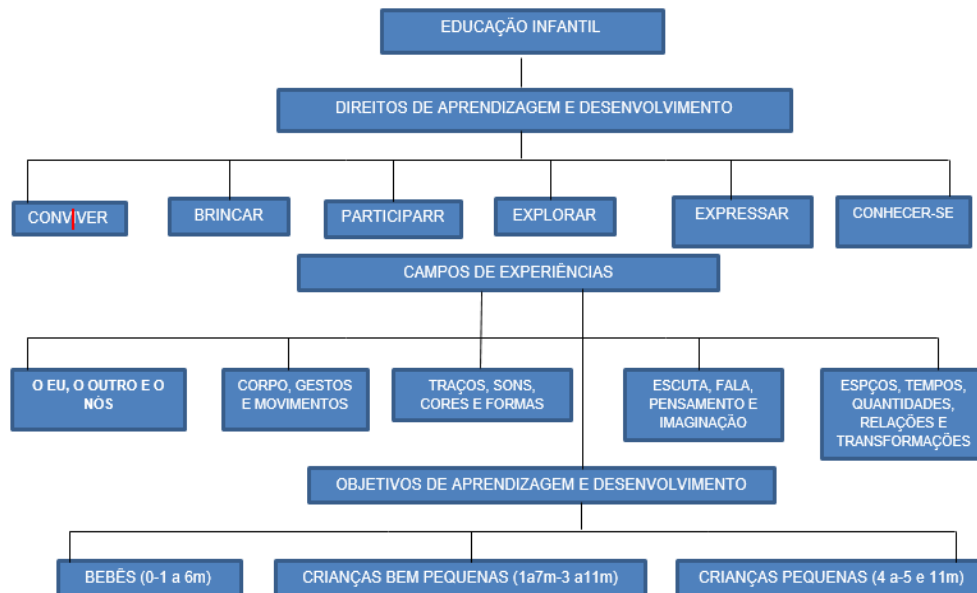 EDUCAÇÃO INFANTIL
DIREITOS DE APRENDIZAGEM E DESENVOLVIMENTO
CONVIVER
BRINCAR
PARTICIPARR
EXPLORAR
EXPRESSAR
CONHECER-SE
CAMPOS DE EXPERIÊNCIAS
O EU, O OUTRO E O
NÓS
CORPO, GESTOS
E MOVIMENTOS
TRAÇOS, SONS,
CORES E FORMAS
ESCUTA, FALA,
PENSAMENTO E
IMAGINAÇÃO
ESPÇOS, TEMPOS,
QUANTIDADES,
RELAÇÕES E
TRANSFORMAÇÕES
OBJETIVOS DE APRENDIZAGEM E DESENVOLVIMENTO
BEBÊS (0-1 a 6m)
CRIANÇAS BEM PEQUENAS (1a7m-3 a11m)
CRIANÇAS PEQUENAS (4 a-5 e 11m)